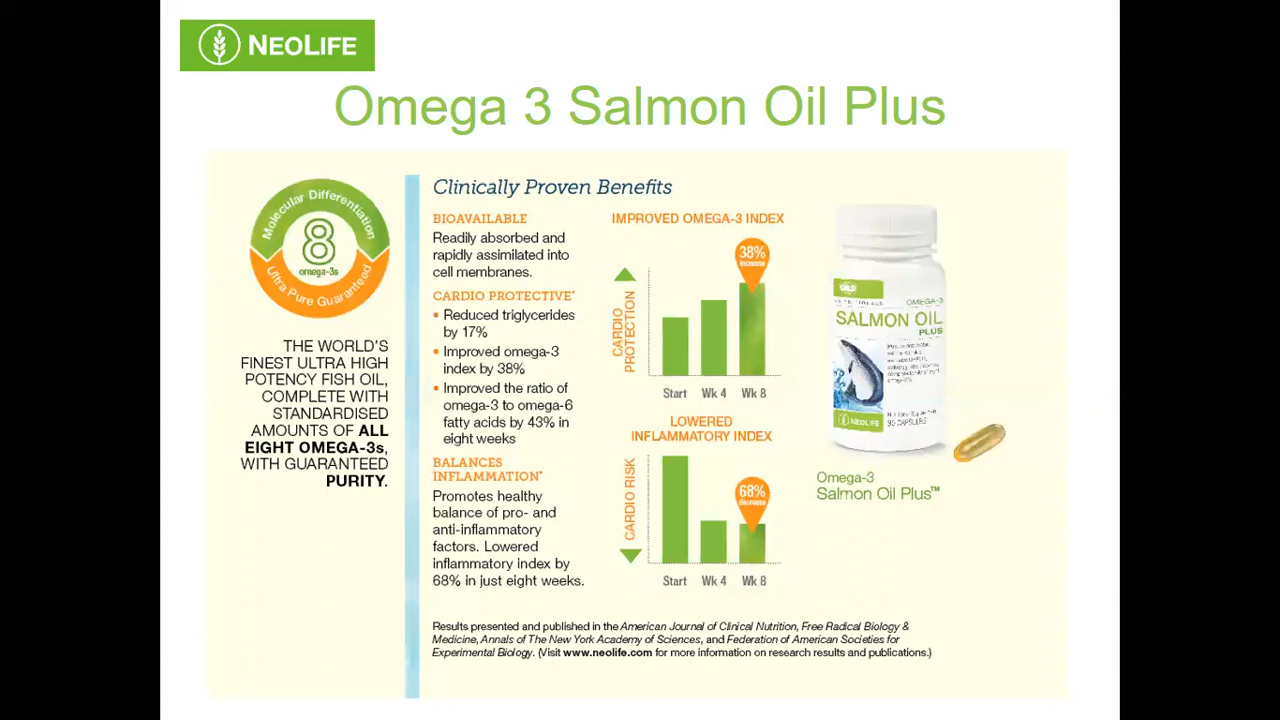 NEOLIFE
Omega 3 Salmon Oil Plus
Molecular Differentiation
8
omega-3s
Ultra Pure Guaranteed
THE WORLD'S
FINEST ULTRA HIGH
POTENCY FISH OIL,
COMPLETE WITH
STANDARDISED
AMOUNTS OF ALL
EIGHT OMEGA-3s,
WITH GUARANTEED
PURITY.
Clinically Proven Benefits
BIOAVAILABLE
Readily absorbed and
rapidly assimilated into
cell membranes.
CARDIO PROTECTIVE*
• Reduced triglycerides
by 17%
• Improved omega-3
index by 38%
• Improved the ratio of
omega-3 to omega-6
fatty acids by 43% in
eight weeks
BALANCES
INFLAMMATION*
Promotes healthy
balance of pro- and
anti-inflammatory
factors. Lowered
inflammatory index by
68% in just eight weeks.
IMPROVED OMEGA-3 INDEX
38%
increase
CARDIO
PROTECTION
Start Wk 4 Wk 8
LOWERED
INFLAMMATORY INDEX
68%
decrease
CARDIO RISK
Start Wk 4 Wk 8
OMEGA-3
SALMON OIL
PLUS
NEOLIFE
90 CAPSULES
Omega-3
Salmon Oil Plus™
Results presented and published in the American Journal of Clinical Nutrition, Free Radical Biology &
Medicine, Annals of The New York Academy of Sciences, and Federation of American Societies for
Experimental Biology. (Visit www.neolife.com for more information on research results and publications.)